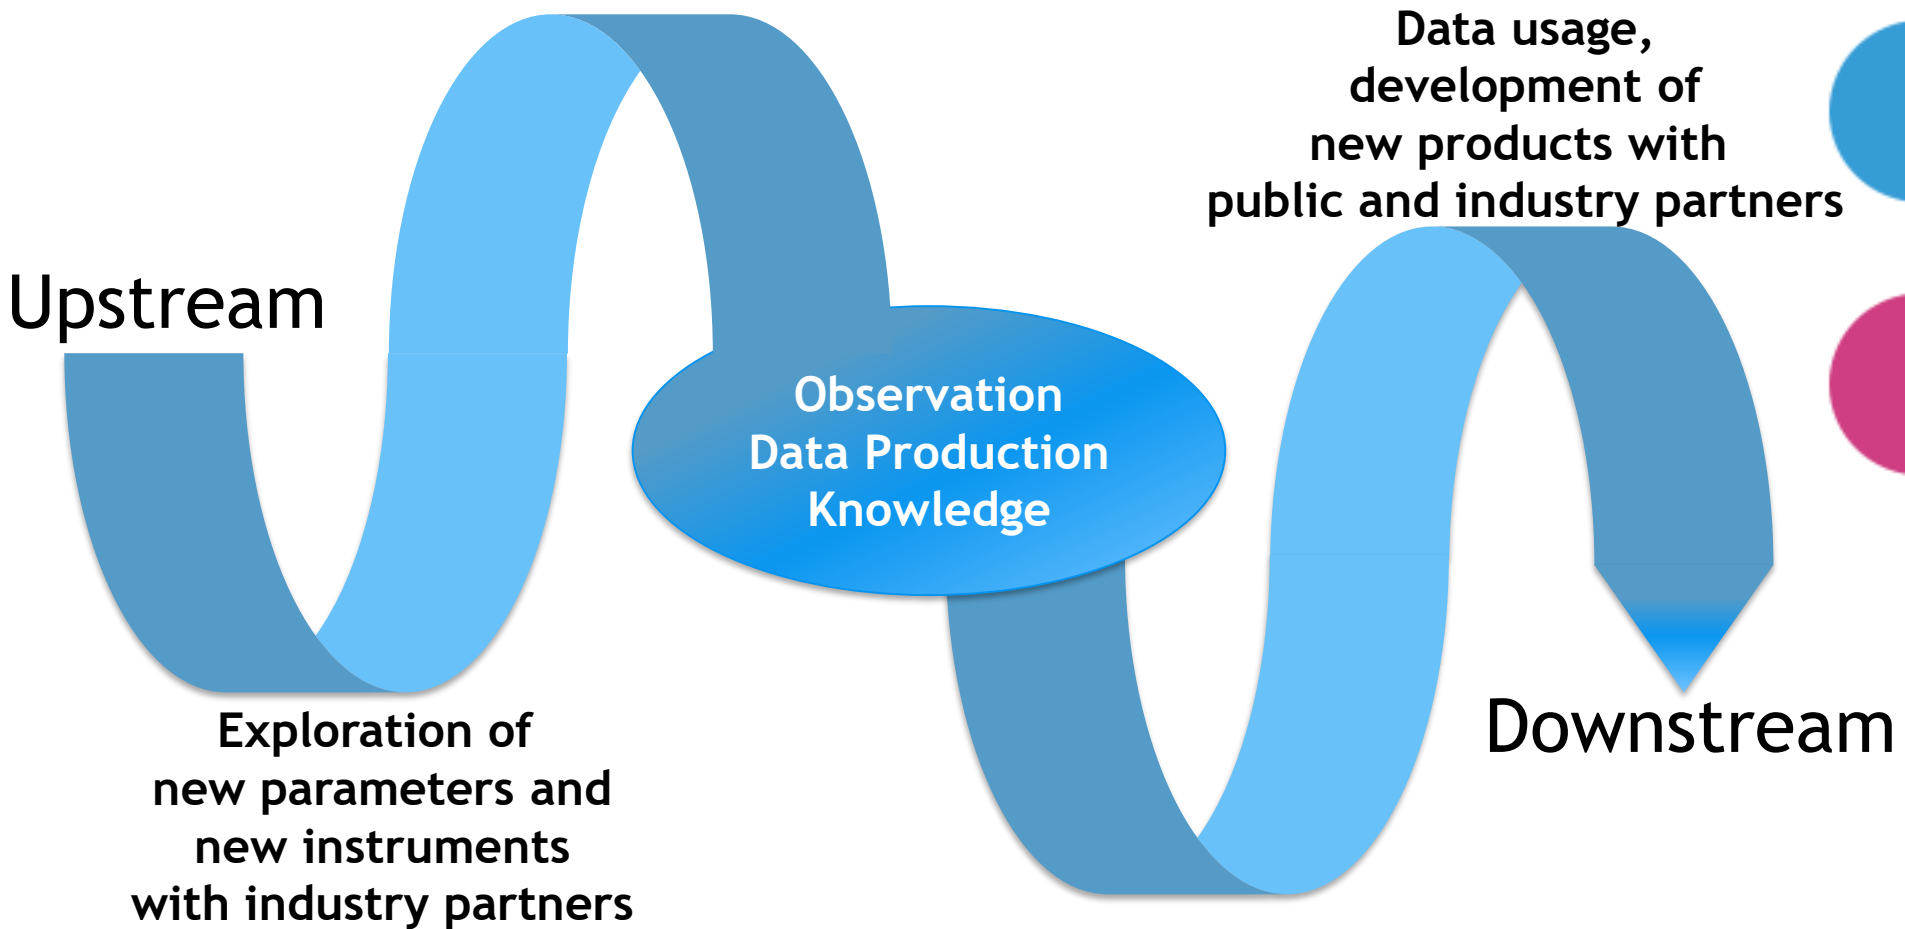 Upstream
Exploration of
new parameters and
new instruments
with industry partners
Observation
Data Production
Knowledge
Data usage,
development of
new products with
public and industry partners
Downstream